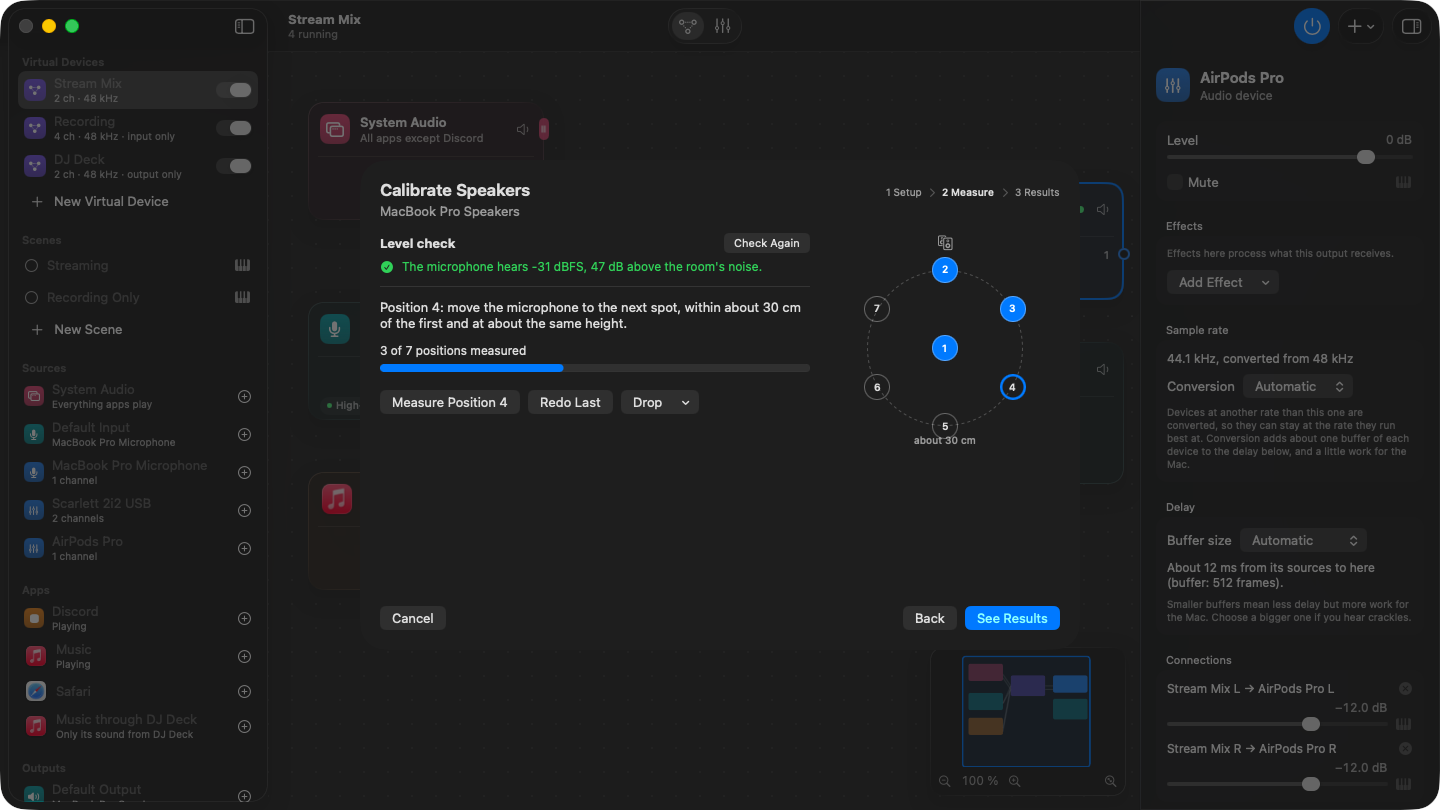 Stream Mix
4 running
Virtual Devices
Stream Mix
2 ch · 48 kHz
Recording
4 ch · 48 kHz · input only
DJ Deck
2 ch · 48 kHz · output only
New Virtual Device
Scenes
Streaming
Recording Only
New Scene
Sources
System Audio
Everything apps play
Default Input
MacBook Pro Microphone
MacBook Pro Microphone
1 channel
Scarlett 2i2 USB
2 channels
AirPods Pro
1 channel
Apps
Discord
Playing
Music
Playing
Safari
Music through DJ Deck
Only its sound from DJ Deck
Outputs
Default Output
System Audio
All apps except Discord
Highe
1
Calibrate Speakers
MacBook Pro Speakers
1 Setup
2 Measure
3 Results
Level check
Check Again
The microphone hears -31 dBFS, 47 dB above the room's noise.
Position 4: move the microphone to the next spot, within about 30 cm
of the first and at about the same height.
3 of 7 positions measured
Measure Position 4
Redo Last
Drop
2
7
3
1
6
4
5
about 30 cm
Cancel
Back
See Results
100 %
AirPods Pro
Audio device
Level
0 dB
Mute
Effects
Effects here process what this output receives.
Add Effect
Sample rate
44.1 kHz, converted from 48 kHz
Conversion
Automatic
Devices at another rate than this one are
converted, so they can stay at the rate they run
best at. Conversion adds about one buffer of each
device to the delay below, and a little work for the
Mac.
Delay
Buffer size
Automatic
About 12 ms from its sources to here
(buffer: 512 frames).
Smaller buffers mean less delay but more work for
the Mac. Choose a bigger one if you hear crackles.
Connections
Stream Mix L → AirPods Pro L
−12.0 dB
Stream Mix R → AirPods Pro R
−12.0 dB